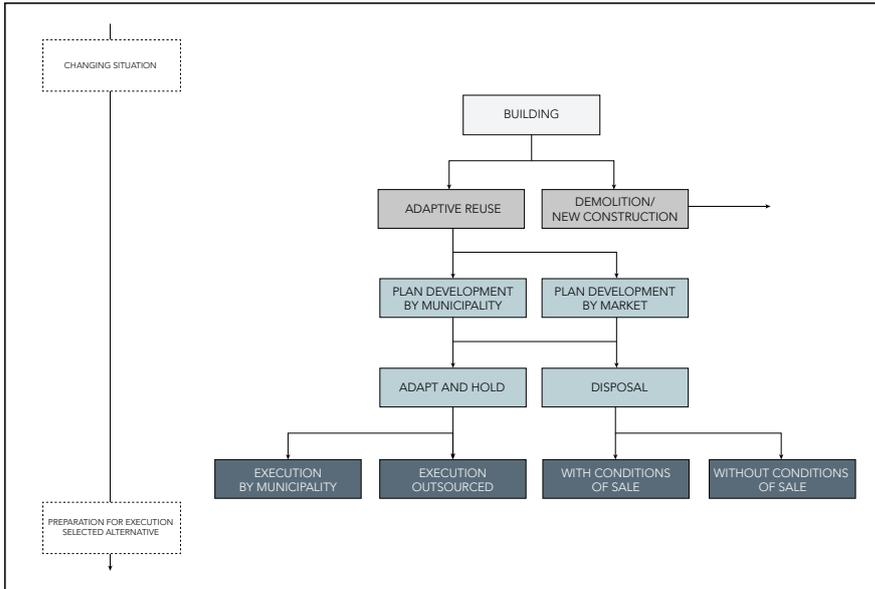 CHANGING SITUATION
BUILDING
ADAPTIVE REUSE
DEMOLITION/
NEW CONSTRUCTION
PLAN DEVELOPMENT
BY MUNICIPALITY
PLAN DEVELOPMENT
BY MARKET
ADAPT AND HOLD
DISPOSAL
EXECUTION
BY MUNICIPALITY
EXECUTION
OUTSOURCED
WITH CONDITIONS
OF SALE
WITHOUT CONDITIONS
OF SALE
PREPARATION FOR EXECUTION
SELECTED ALTERNATIVE